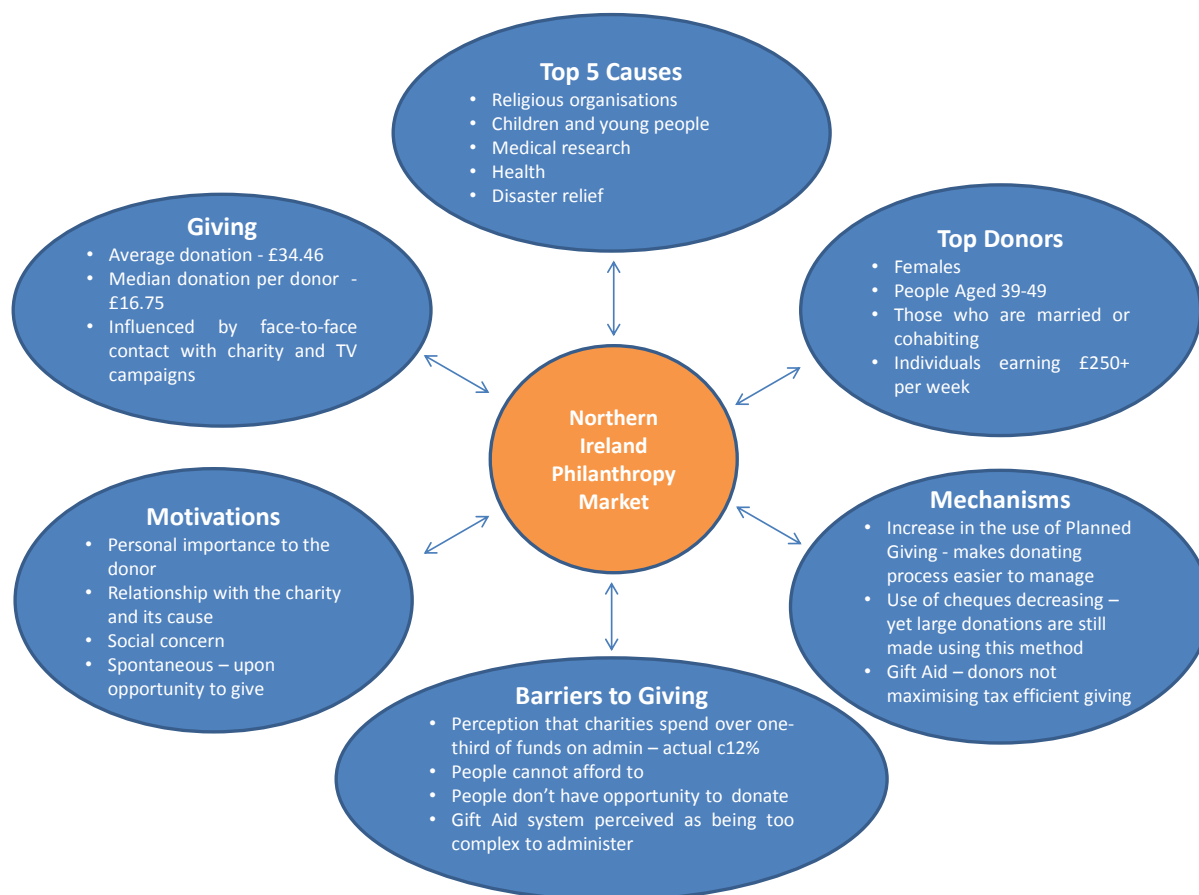 Top 5 Causes
• Religious organisations
• Children and young people
• Medical research
• Health
• Disaster relief
Giving
• Average donation - £34.46
• Median donation per donor -
£16.75
• Influenced by face-to-face
contact with charity and TV
campaigns
Top Donors
• Females
• People Aged 39-49
• Those who are married or
cohabiting
• Individuals earning £250+
per week
Northern
Ireland
Philanthropy
Market
Motivations
• Personal importance to the
donor
• Relationship with the charity
and its cause
• Social concern
• Spontaneous – upon
opportunity to give
Mechanisms
• Increase in the use of Planned
Giving - makes donating
process easier to manage
• Use of cheques decreasing –
yet large donations are still
made using this method
• Gift Aid – donors not
maximising tax efficient giving
Barriers to Giving
• Perception that charities spend over one-
third of funds on admin – actual c12%
• People cannot afford to
• People don’t have opportunity to donate
• Gift Aid system perceived as being too
complex to administer